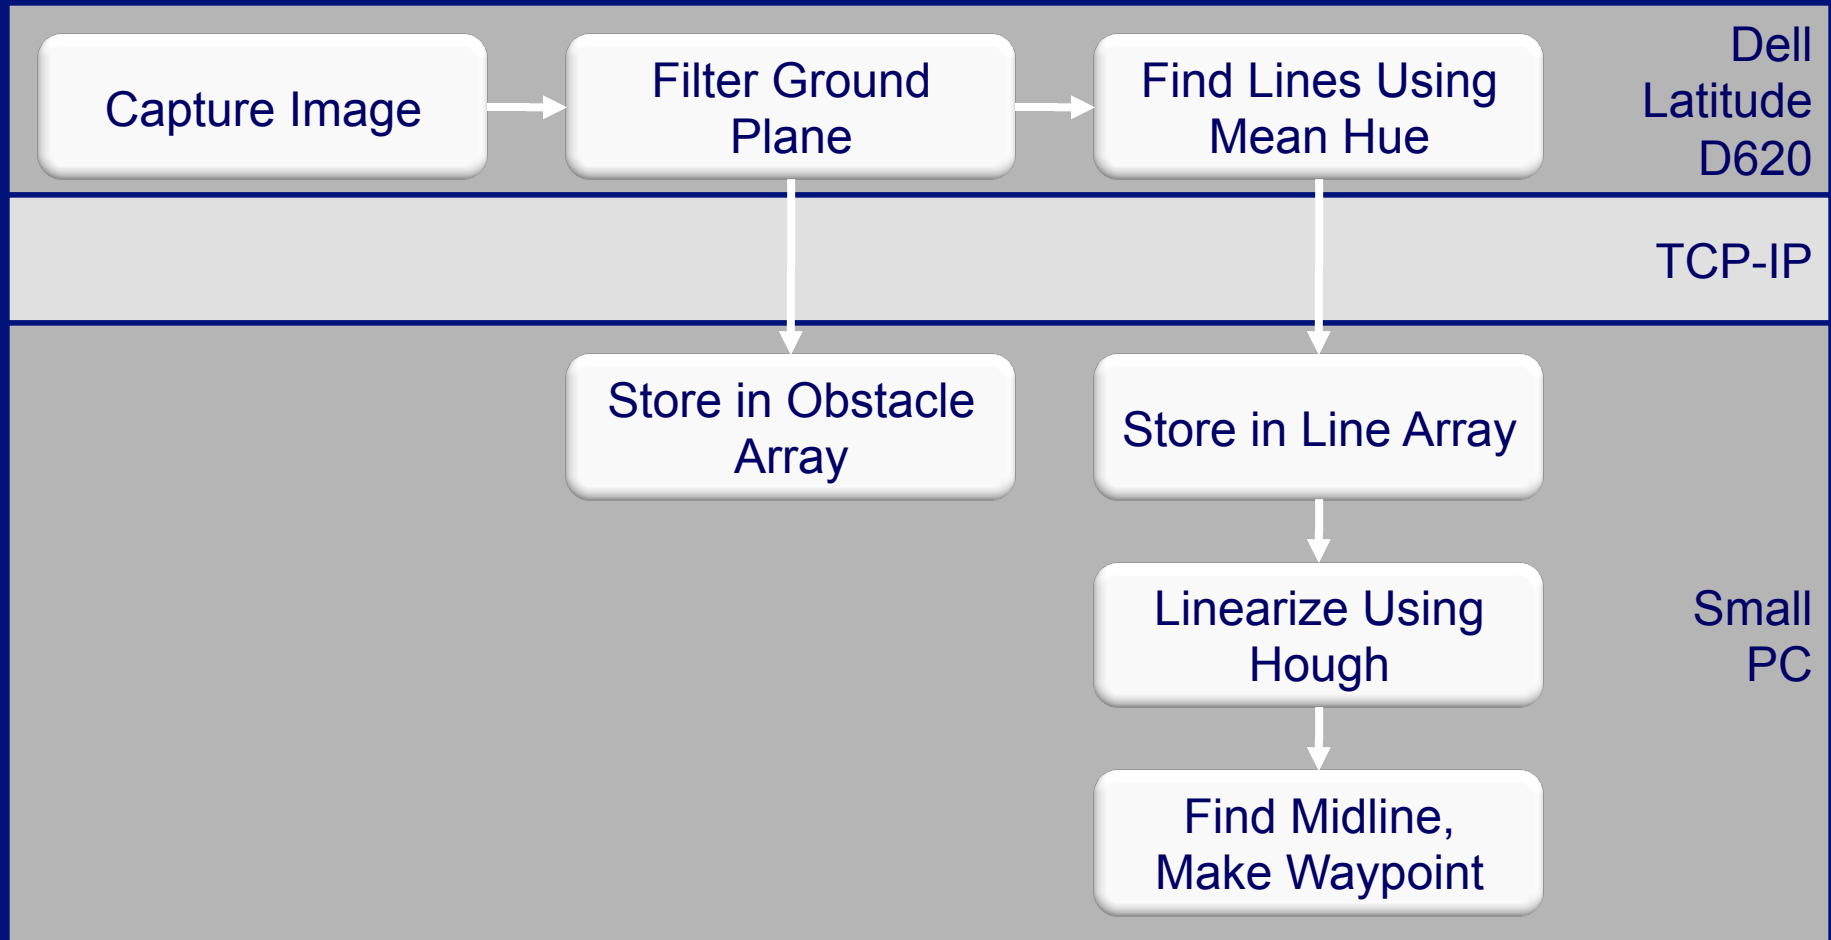 Capture Image
Filter Ground
Plane
Find Lines Using
Mean Hue
Dell
Latitude
D620
TCP-IP
Store in Obstacle
Array
Store in Line Array
Linearize Using
Hough
Small
PC
Find Midline,
Make Waypoint